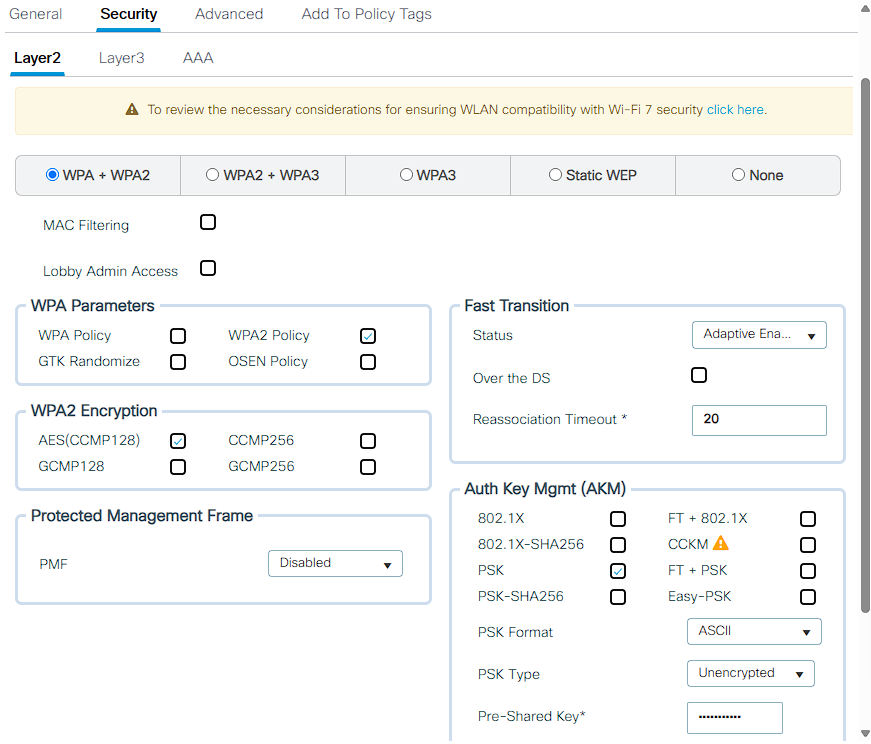 General Security Advanced Add To Policy Tags
Layer2 Layer3 AAA
To review the necessary considerations for ensuring WLAN compatibility with Wi-Fi 7 security click here.
WPA + WPA2 WPA2 + WPA3 WPA3 Static WEP None
MAC Filtering
Lobby Admin Access
WPA Parameters
WPA Policy WPA2 Policy
GTK Randomize OSEN Policy
WPA2 Encryption
AES(CCMP128) CCMP256
GCMP128 GCMP256
Protected Management Frame
PMF Disabled
Fast Transition
Status Adaptive Ena...
Over the DS
Reassociation Timeout * 20
Auth Key Mgmt (AKM)
802.1X FT + 802.1X
802.1X-SHA256 CCKM
PSK FT + PSK
PSK-SHA256 Easy-PSK
PSK Format ASCII
PSK Type Unencrypted
Pre-Shared Key* ···········